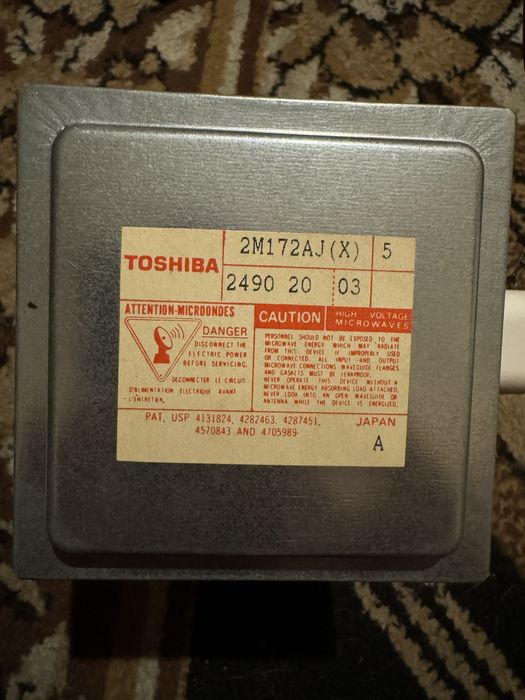 TOSHIBA
2M172AJ(X) 5
2490 20 03
ATTENTION-MICROONDES
DANGER
DISCONNECT THE
ELECTRIC POWER
BEFORE SERVICING.
DISCONNECTER LE CIRCUIT
D'ALIMENTATION ELECTRIQUE AVANT
L'ENTRETIEN.
CAUTION
HIGH VOLTAGE
MICROWAVES
PERSONNEL SHOULD NOT BE EXPOSED TO THE
MICROWAVE ENERGY WHICH MAY RADIATE
FROM THIS DEVICE IF IMPROPERLY USED
OR CONNECTED. ALL INPUT AND OUTPUT
MICROWAVE CONNECTIONS WAVEGUIDE FLANGES
AND GASKETS MUST BE LEAKPROOF.
NEVER OPERATE THIS DEVICE WITHOUT A
MICROWAVE ENERGY ABSORBING LOAD ATTACHED.
NEVER LOOK INTO AN OPEN WAVEGUIDE OR
ANTENNA WHILE THE DEVICE IS ENERGIZED.
PAT. USP 4131824, 4282463, 4287451,
4570843 AND 4705989.
JAPAN
A